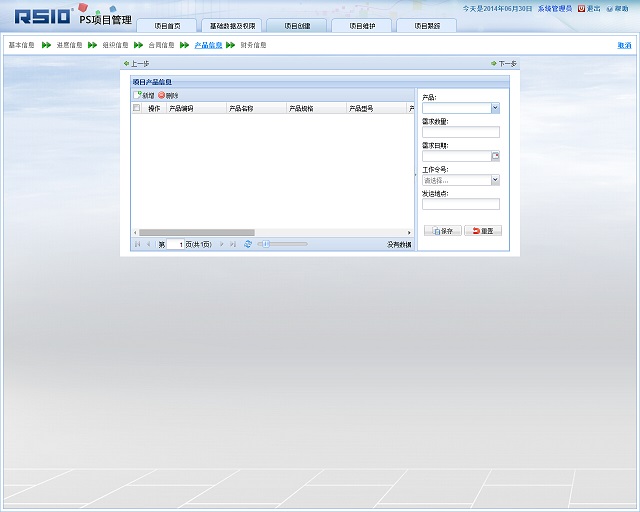 RSIO PS项目管理
今天是2014年06月30日 系统管理员 退出 帮助
项目首页 基础数据及权限 项目创建 项目维护 项目跟踪
基本信息 进度信息 组织信息 合同信息 产品信息 财务信息 取消
上一步 下一步
项目产品信息
新增 删除
操作 产品编码 产品名称 产品规格 产品型号 产
第 1 页(共1页) 没有数据
产品:
需求数量:
需求日期:
工作令号:
请选择...
发运地点:
保存 重置